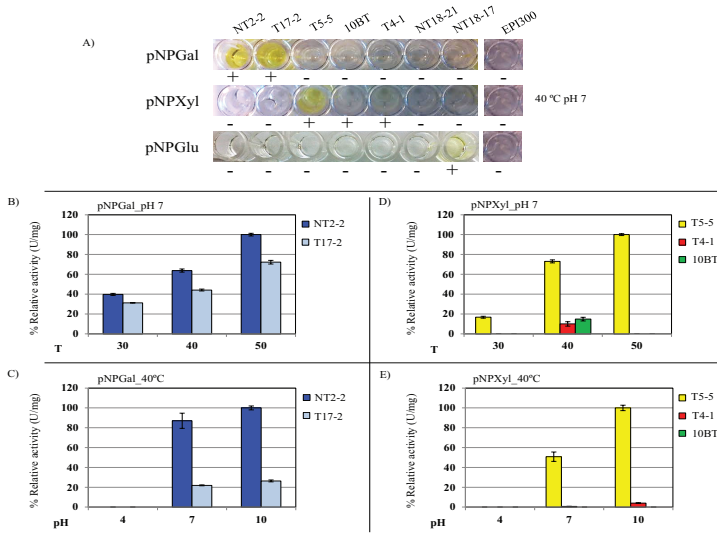 NT2-2 T17-2 T5-5 10BT T4-1 NT18-21 NT18-17 EPI300
A)
pNPGal
+ + - - - - - -
pNPXyl
40 ºC pH 7
- - + + + - - -
pNPGlu
- - - - - - + -
B)
pNPGal_pH 7
% Relative activity (U/mg)
120
100
80
60
40
20
0
T
30 40 50
NT2-2
T17-2
D)
pNPXyl_pH 7
% Relative activity (U/mg)
120
100
80
60
40
20
0
T
30 40 50
T5-5
T4-1
10BT
C)
pNPGal_40ºC
% Relative activity (U/mg)
120
100
80
60
40
20
0
pH
4 7 10
NT2-2
T17-2
E)
pNPXyl_40ºC
% Relative activity (U/mg)
120
100
80
60
40
20
0
pH
4 7 10
T5-5
T4-1
10BT